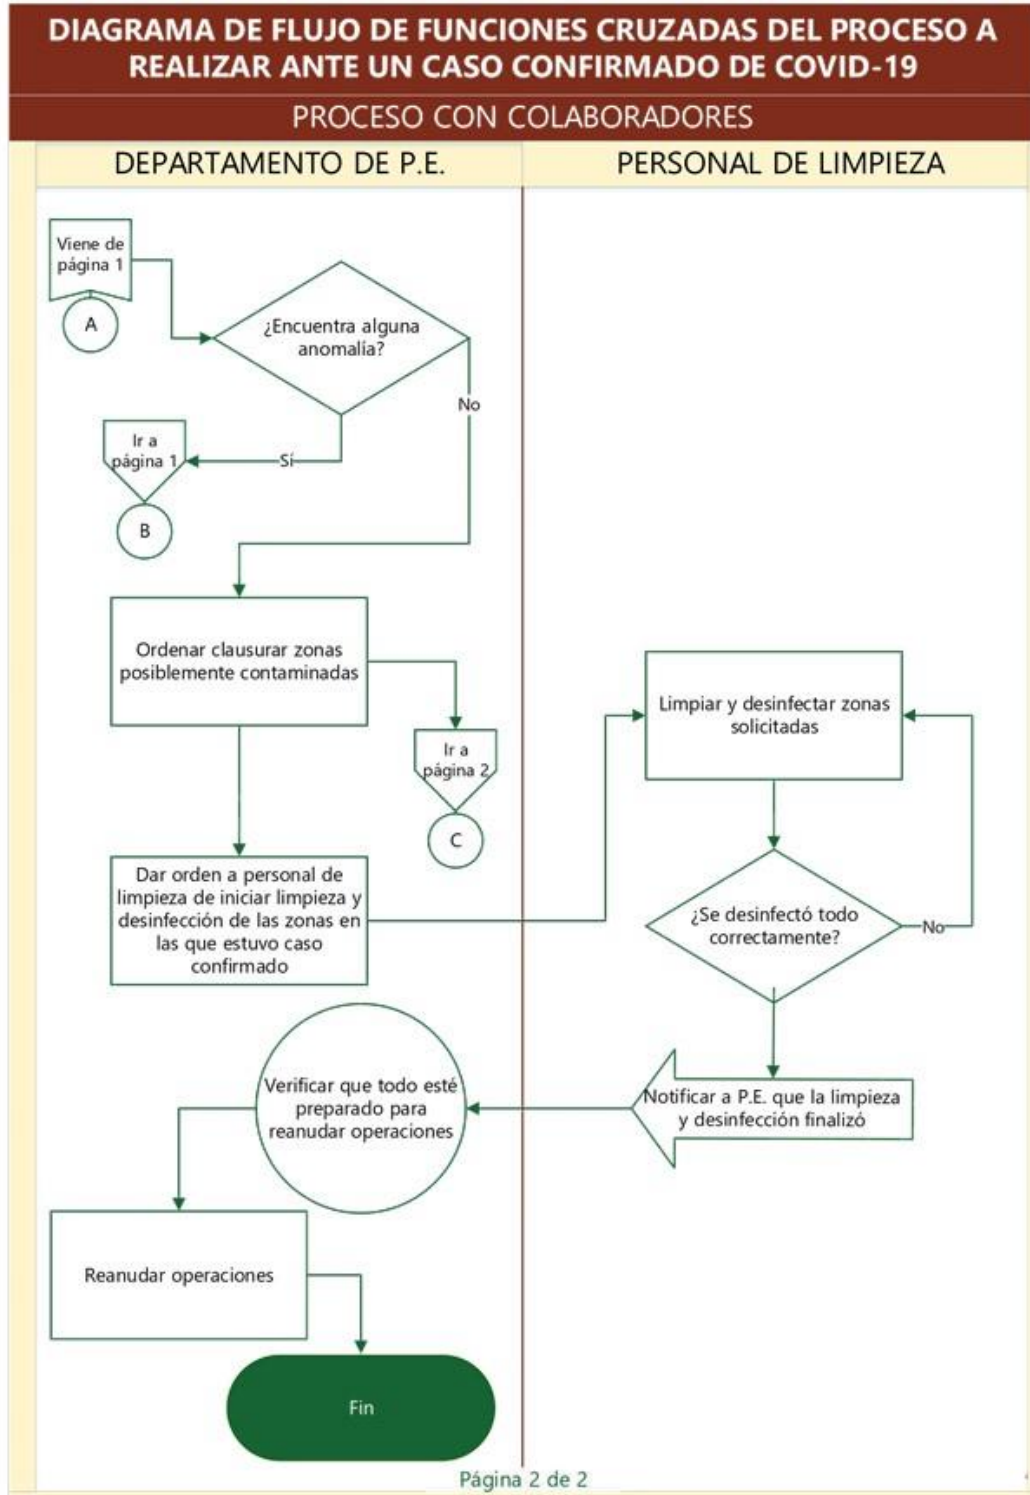 DIAGRAMA DE FLUJO DE FUNCIONES CRUZADAS DEL PROCESO A
REALIZAR ANTE UN CASO CONFIRMADO DE COVID-19
PROCESO CON COLABORADORES
DEPARTAMENTO DE P.E.
PERSONAL DE LIMPIEZA
Viene de
página 1
A
¿Encuentra alguna
anomalía?
No
Sí
Ir a
página 1
B
Ordenar clausurar zonas
posiblemente contaminadas
Ir a
página 2
C
Dar orden a personal de
limpieza de iniciar limpieza y
desinfección de las zonas en
las que estuvo caso
confirmado
Limpiar y desinfectar zonas
solicitadas
¿Se desinfectó todo
correctamente?
No
Notificar a P.E. que la limpieza
y desinfección finalizó
Verificar que todo esté
preparado para
reanudar operaciones
Reanudar operaciones
Fin
Página 2 de 2